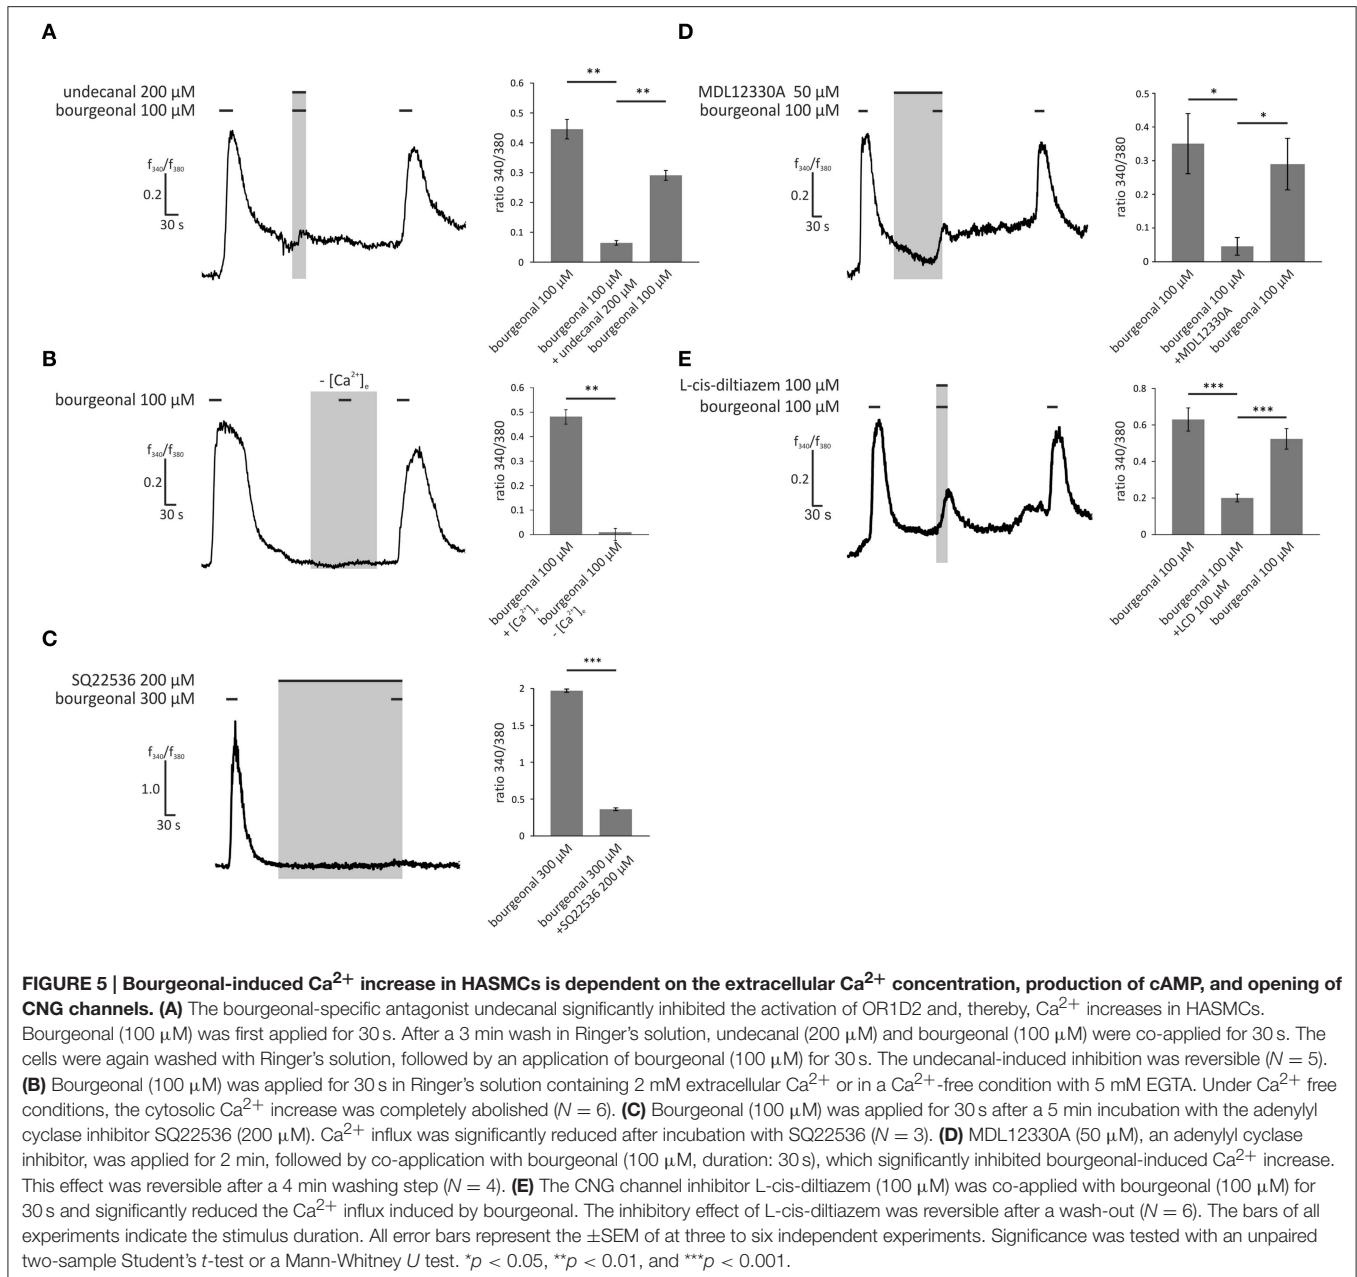 A
undecanal 200 µM
bourgeonal 100 µM
f340/f380
0.2
30 s
ratio 340/380
0.6
0.5
0.4
0.3
0.2
0.1
0
**
**
bourgeonal 100 µM
bourgeonal 100 µM
+ undecanal 200 µM
bourgeonal 100 µM
B
- [Ca²⁺]e
bourgeonal 100 µM
f340/f380
0.2
30 s
ratio 340/380
0.6
0.5
0.4
0.3
0.2
0.1
0
**
bourgeonal 100 µM
+ [Ca²⁺]e
bourgeonal 100 µM
- [Ca²⁺]e
C
SQ22536 200 µM
bourgeonal 300 µM
f340/f380
1.0
30 s
ratio 340/380
2
1.5
1
0.5
0
***
bourgeonal 300 µM
bourgeonal 300 µM
+SQ22536 200 µM
D
MDL12330A 50 µM
bourgeonal 100 µM
f340/f380
0.2
30 s
ratio 340/380
0.5
0.4
0.3
0.2
0.1
0
*
*
bourgeonal 100 µM
bourgeonal 100 µM
+MDL12330A
bourgeonal 100 µM
E
L-cis-diltiazem 100 µM
bourgeonal 100 µM
f340/f380
0.2
30 s
ratio 340/380
0.8
0.6
0.4
0.2
0
***
***
bourgeonal 100 µM
bourgeonal 100 µM
+LCD 100 µM
bourgeonal 100 µM
FIGURE 5 | Bourgeonal-induced Ca²⁺ increase in HASMCs is dependent on the extracellular Ca²⁺ concentration, production of cAMP, and opening of
CNG channels. (A) The bourgeonal-specific antagonist undecanal significantly inhibited the activation of OR1D2 and, thereby, Ca²⁺ increases in HASMCs.
Bourgeonal (100 µM) was first applied for 30 s. After a 3 min wash in Ringer's solution, undecanal (200 µM) and bourgeonal (100 µM) were co-applied for 30 s. The
cells were again washed with Ringer's solution, followed by an application of bourgeonal (100 µM) for 30 s. The undecanal-induced inhibition was reversible (N = 5).
(B) Bourgeonal (100 µM) was applied for 30 s in Ringer's solution containing 2 mM extracellular Ca²⁺ or in a Ca²⁺-free condition with 5 mM EGTA. Under Ca²⁺ free
conditions, the cytosolic Ca²⁺ increase was completely abolished (N = 6). (C) Bourgeonal (100 µM) was applied for 30 s after a 5 min incubation with the adenylyl
cyclase inhibitor SQ22536 (200 µM). Ca²⁺ influx was significantly reduced after incubation with SQ22536 (N = 3). (D) MDL12330A (50 µM), an adenylyl cyclase
inhibitor, was applied for 2 min, followed by co-application with bourgeonal (100 µM, duration: 30 s), which significantly inhibited bourgeonal-induced Ca²⁺ increase.
This effect was reversible after a 4 min washing step (N = 4). (E) The CNG channel inhibitor L-cis-diltiazem (100 µM) was co-applied with bourgeonal (100 µM) for
30 s and significantly reduced the Ca²⁺ influx induced by bourgeonal. The inhibitory effect of L-cis-diltiazem was reversible after a wash-out (N = 6). The bars of all
experiments indicate the stimulus duration. All error bars represent the ±SEM of at three to six independent experiments. Significance was tested with an unpaired
two-sample Student's t-test or a Mann-Whitney U test. *p < 0.05, **p < 0.01, and ***p < 0.001.